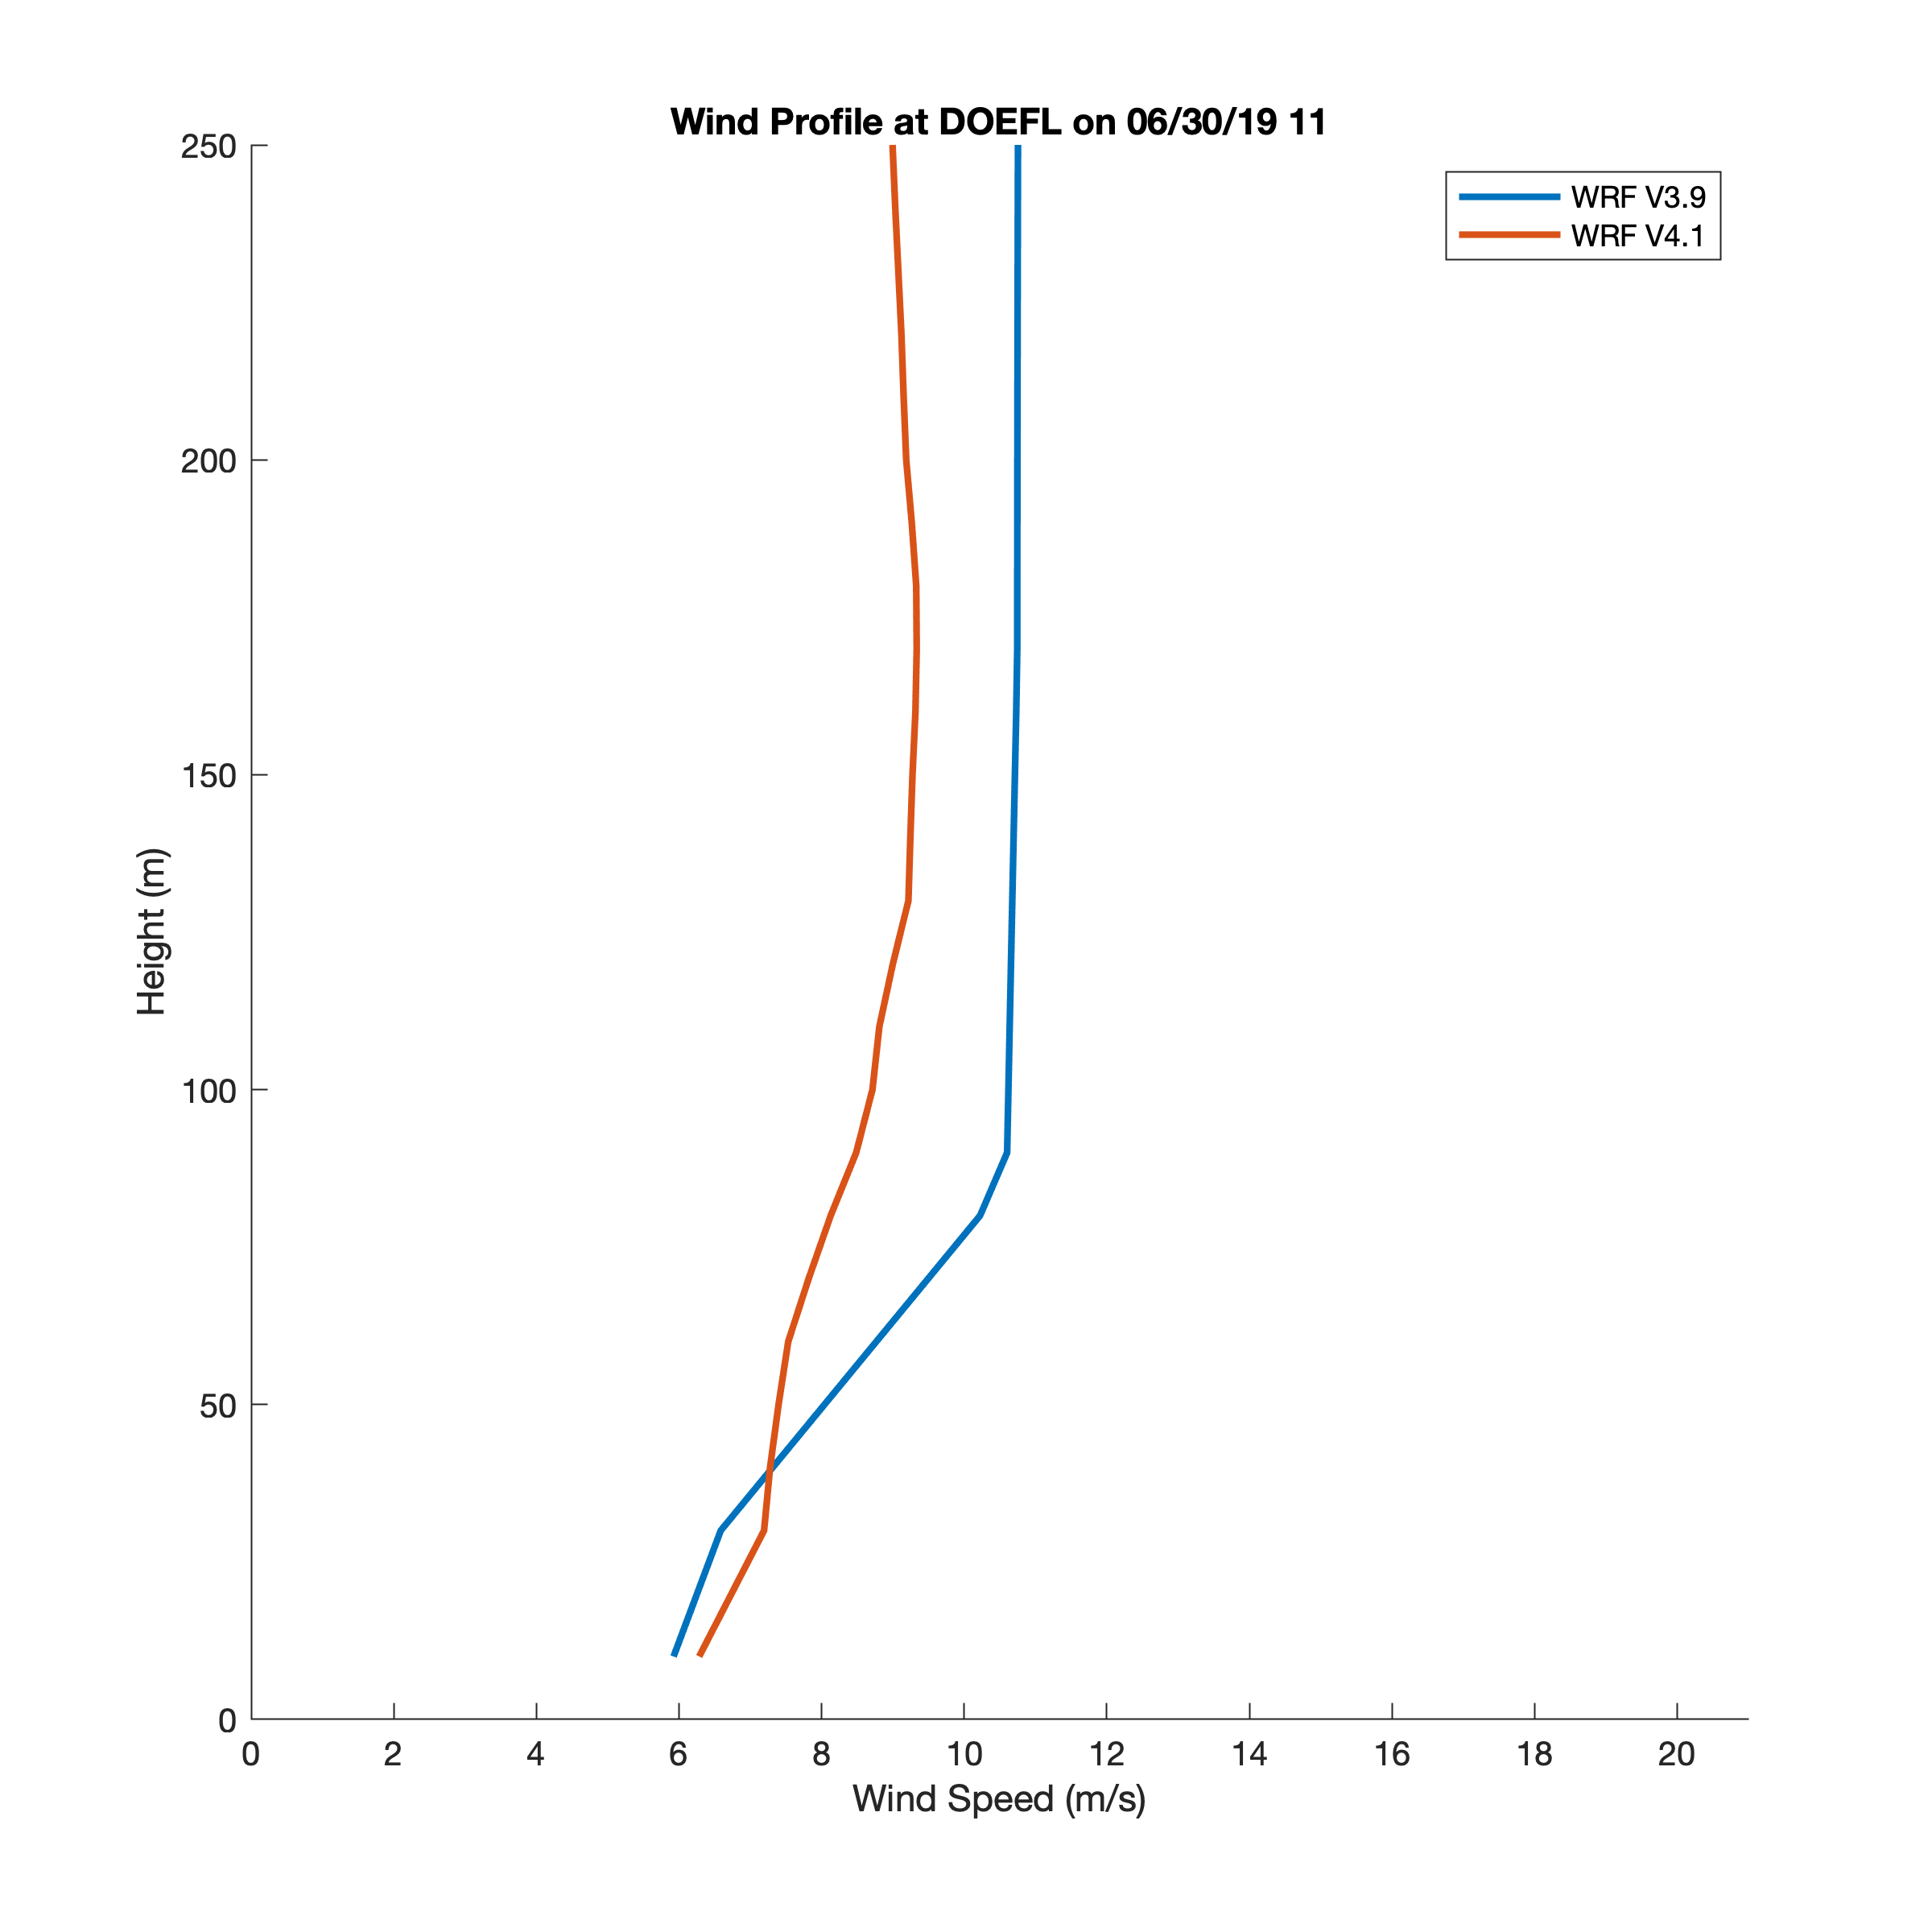 Wind Profile at DOEFL on 06/30/19 11
WRF V3.9
WRF V4.1
250
200
150
100
50
0
Height (m)
0 2 4 6 8 10 12 14 16 18 20
Wind Speed (m/s)